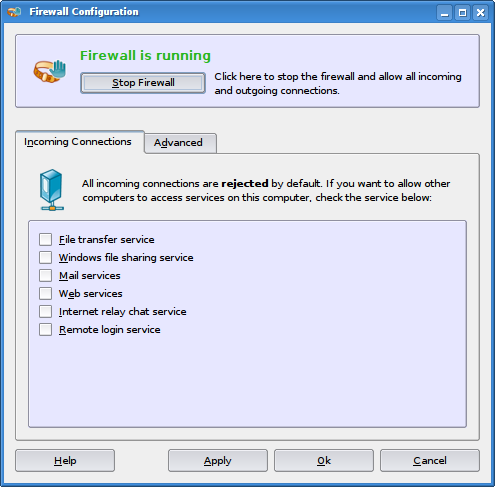 Firewall Configuration
Firewall is running
Stop Firewall
Click here to stop the firewall and allow all incoming
and outgoing connections.
Incoming Connections
Advanced
All incoming connections are rejected by default. If you want to allow other
computers to access services on this computer, check the service below:
File transfer service
Windows file sharing service
Mail services
Web services
Internet relay chat service
Remote login service
Help
Apply
Ok
Cancel